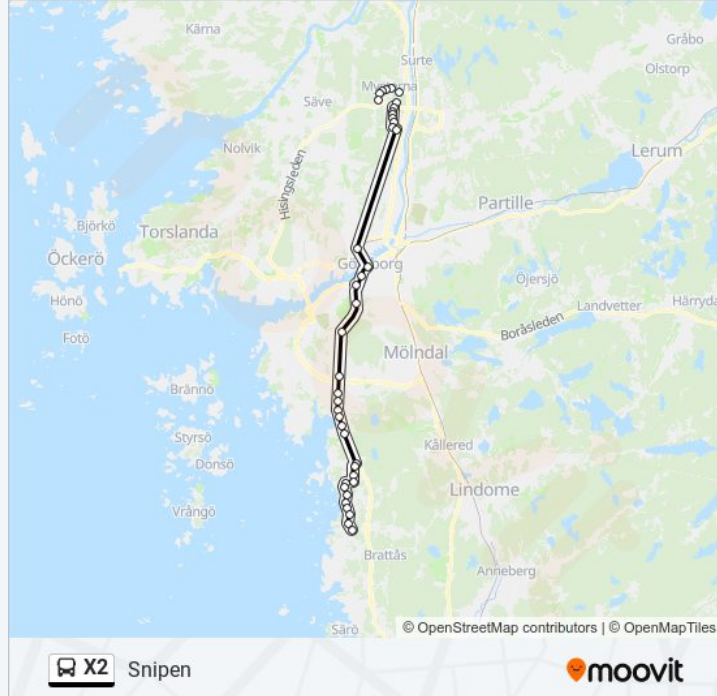 Kärna
Gråbo
Surte
Olstorp
Säve
Nolvik
Lerum
Hisingsleden
Partille
Björkö
Torslanda
Öckerö
Öjersjö
Hönö
Landvetter
Härryda
Fotö
Boråsleden
Mölndal
Brännö
Styrsö
Kållered
Donsö
Lindome
Vrångö
Brattås
Anneberg
Särö
© OpenStreetMap contributors | © OpenMapTiles
X2 Snipen
moovit